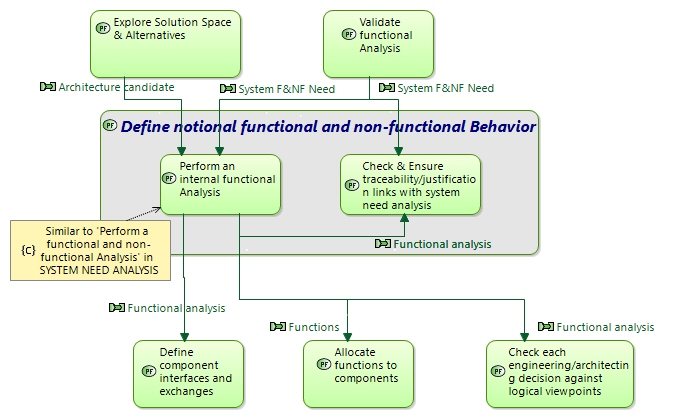 Explore Solution Space
& Alternatives
Validate
functional
Analysis
Architecture candidate
System F&NF Need
System F&NF Need
Define notional functional and non-functional Behavior
Perform an
internal functional
Analysis
Check & Ensure
traceability/justificatio
n links with system
need analysis
Similar to 'Perform a
functional and non-
functional Analysis' in
SYSTEM NEED ANALYSIS
{c}
Functional analysis
Functional analysis
Functions
Functional analysis
Define
component
interfaces and
exchanges
Allocate
functions to
components
Check each
engineering/architectin
g decision against
logical viewpoints
PF
PF
PF
PF
PF
PF
PF
PF